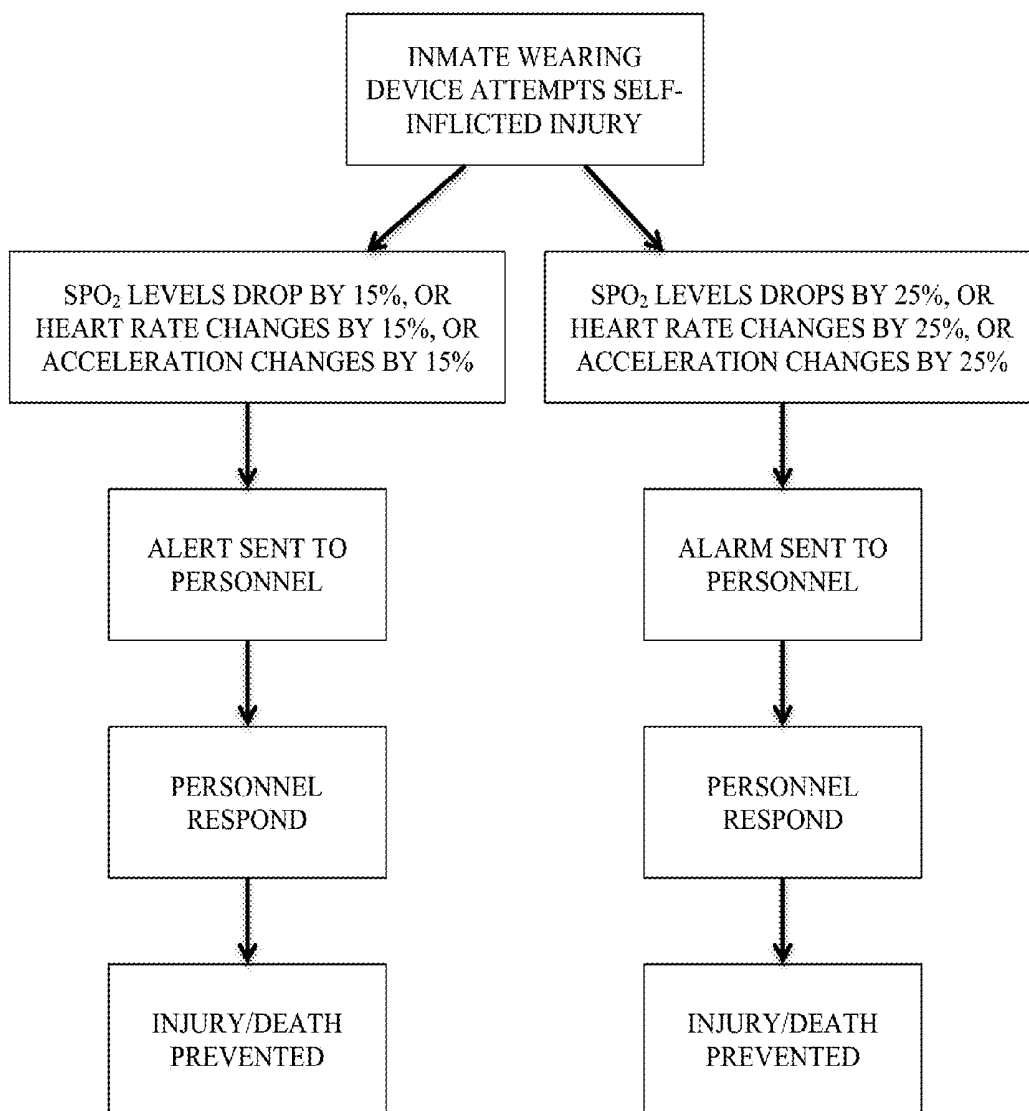 INMATE WEARING
DEVICE ATTEMPTS SELF-
INFLICTED INJURY
SPO₂ LEVELS DROP BY 15%, OR
HEART RATE CHANGES BY 15%, OR
ACCELERATION CHANGES BY 15%
SPO₂ LEVELS DROPS BY 25%, OR
HEART RATE CHANGES BY 25%, OR
ACCELERATION CHANGES BY 25%
ALERT SENT TO
PERSONNEL
ALARM SENT TO
PERSONNEL
PERSONNEL
RESPOND
PERSONNEL
RESPOND
INJURY/DEATH
PREVENTED
INJURY/DEATH
PREVENTED